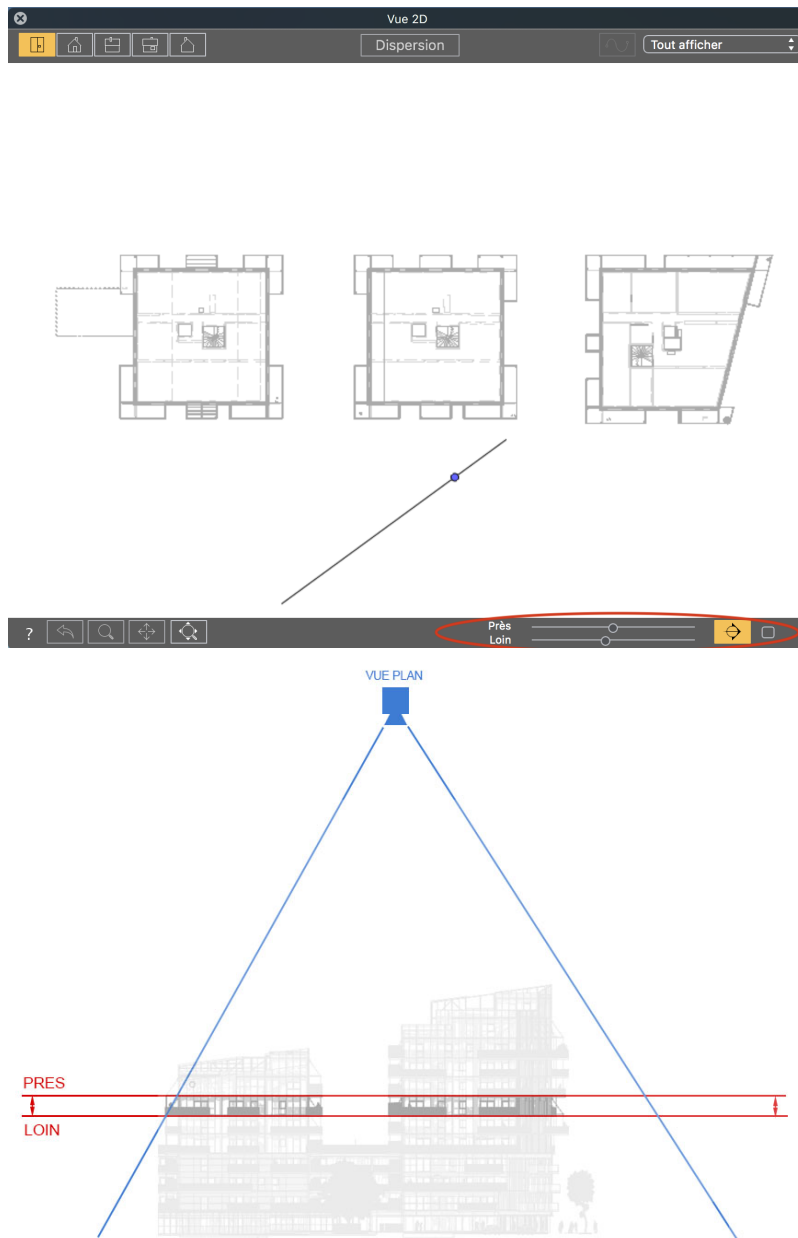 Vue 2D
Dispersion
Tout afficher
?
Près
Loin
VUE PLAN
PRES
LOIN